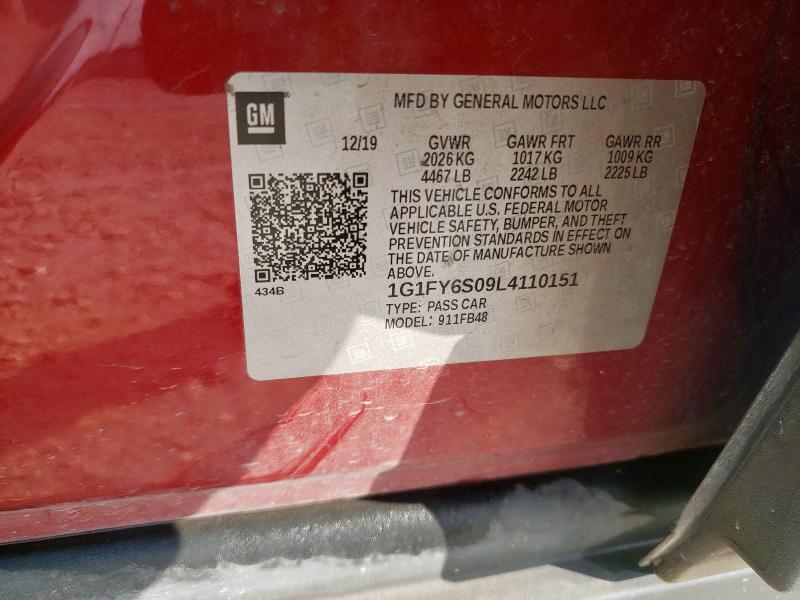 GM
MFD BY GENERAL MOTORS LLC
12/19 GVWR GAWR FRT GAWR RR
2026 KG 1017 KG 1009 KG
4467 LB 2242 LB 2225 LB
THIS VEHICLE CONFORMS TO ALL
APPLICABLE U.S. FEDERAL MOTOR
VEHICLE SAFETY, BUMPER, AND THEFT
PREVENTION STANDARDS IN EFFECT ON
THE DATE OF MANUFACTURE SHOWN
ABOVE.
434B
1G1FY6S09L4110151
TYPE: PASS CAR
MODEL: 911FB48